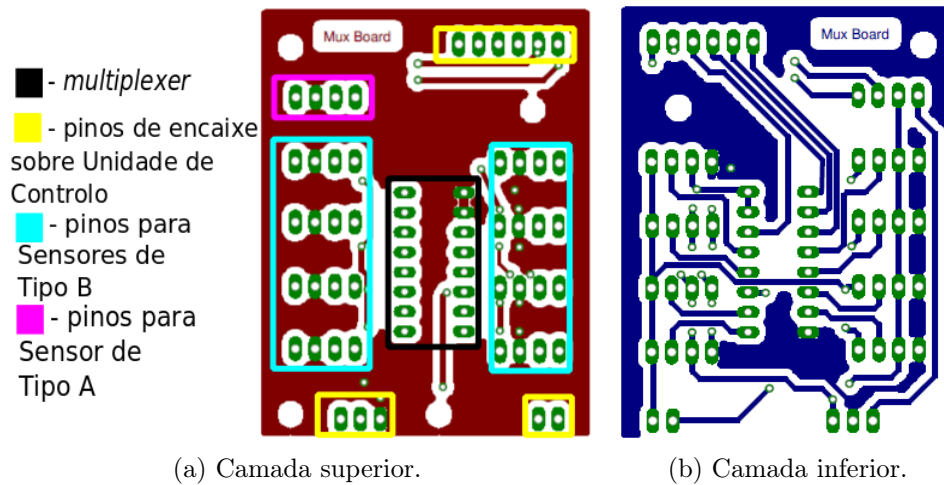 Mux Board
Mux Board
- multiplexer
- pinos de encaixe
sobre Unidade de
Controlo
- pinos para
Sensores de
Tipo B
- pinos para
Sensor de
Tipo A
(a) Camada superior.
(b) Camada inferior.